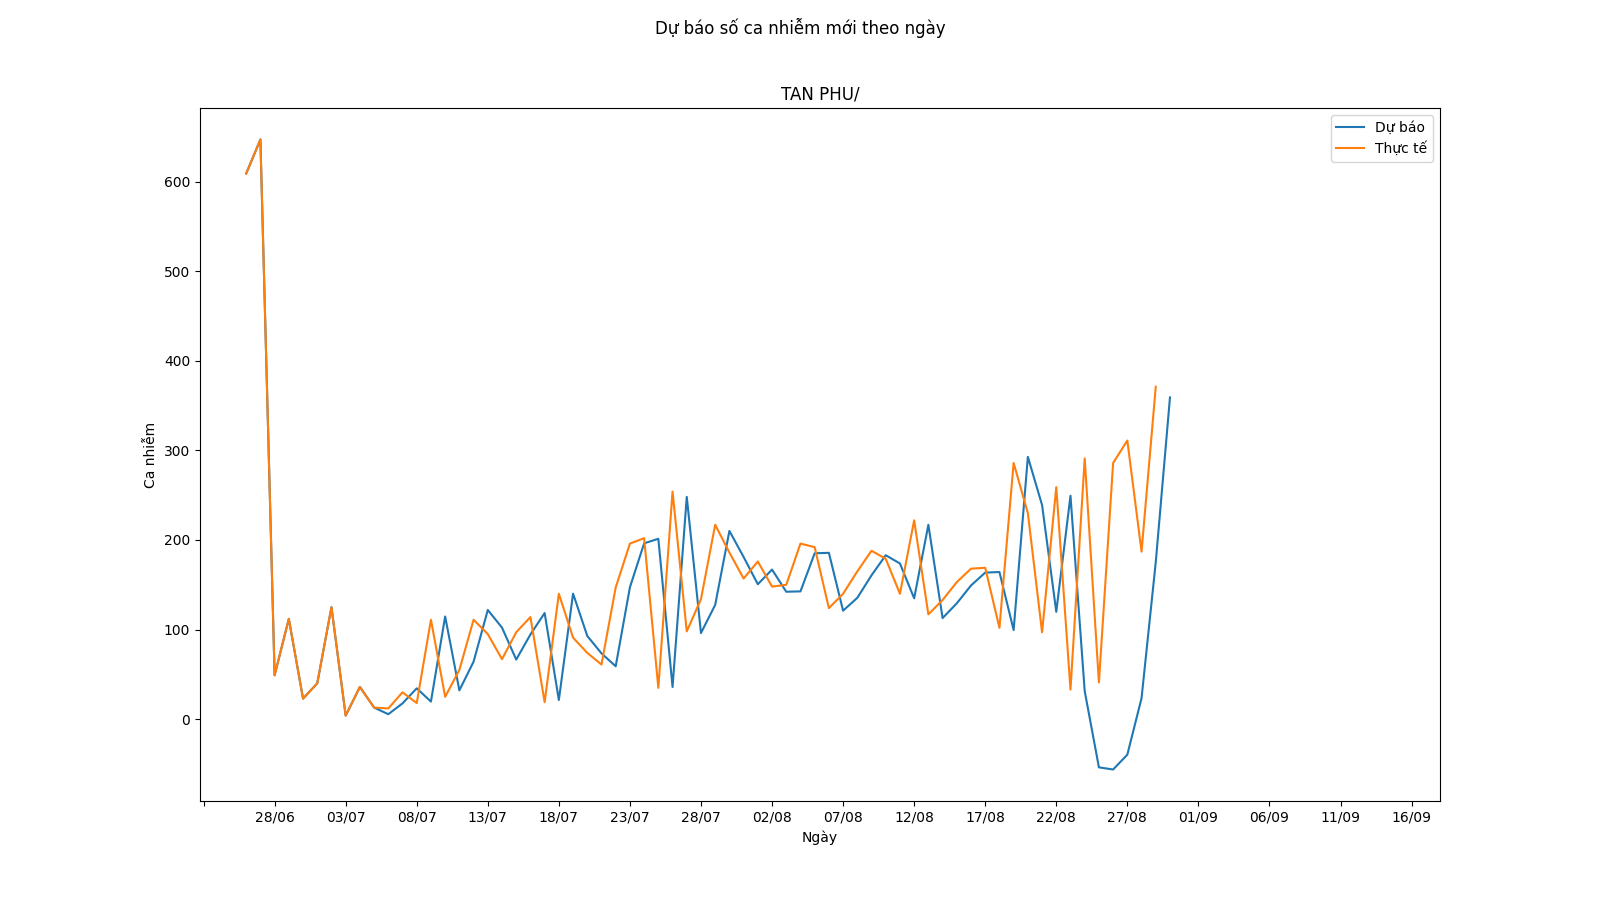 Dự báo số ca nhiễm mới theo ngày
TAN PHU/
Dự báo
Thực tế
600
500
400
300
200
100
0
Ca nhiễm
28/06 03/07 08/07 13/07 18/07 23/07 28/07 02/08 07/08 12/08 17/08 22/08 27/08 01/09 06/09 11/09 16/09
Ngày